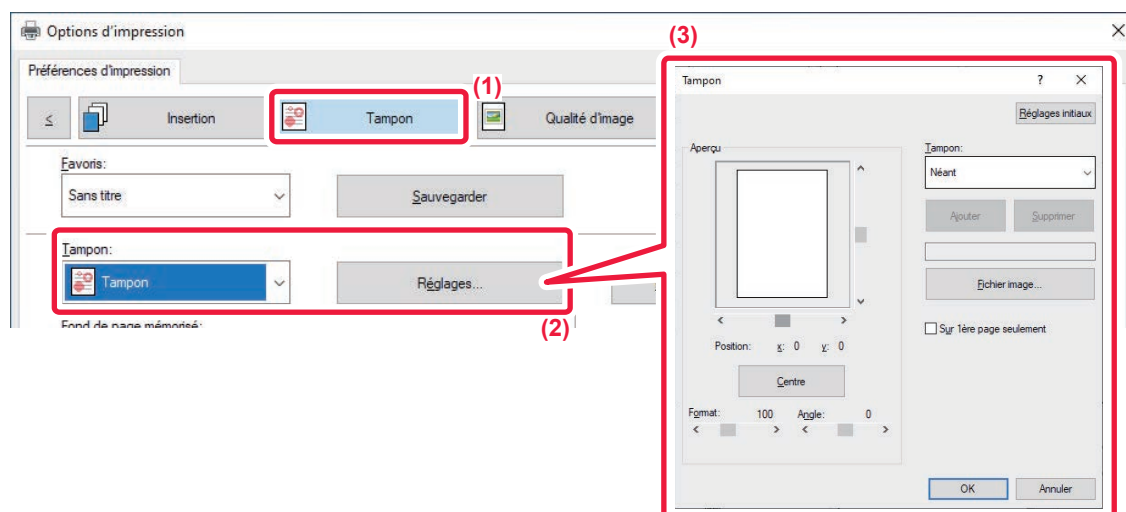 Options d'impression
Préférences d'impression
(1)
<
Insertion
Tampon
Qualité d'image
Favoris:
Sans titre
Sauvegarder
Tampon:
Tampon
Réglages...
(2)
Fond de page mémorisé:
(3)
Tampon
?
Réglages initiaux
Aperçu
Position: x: 0 y: 0
Centre
Format: 100 Angle: 0
Tampon:
Néant
Ajouter
Supprimer
Fichier image...
Sur 1ère page seulement
OK
Annuler